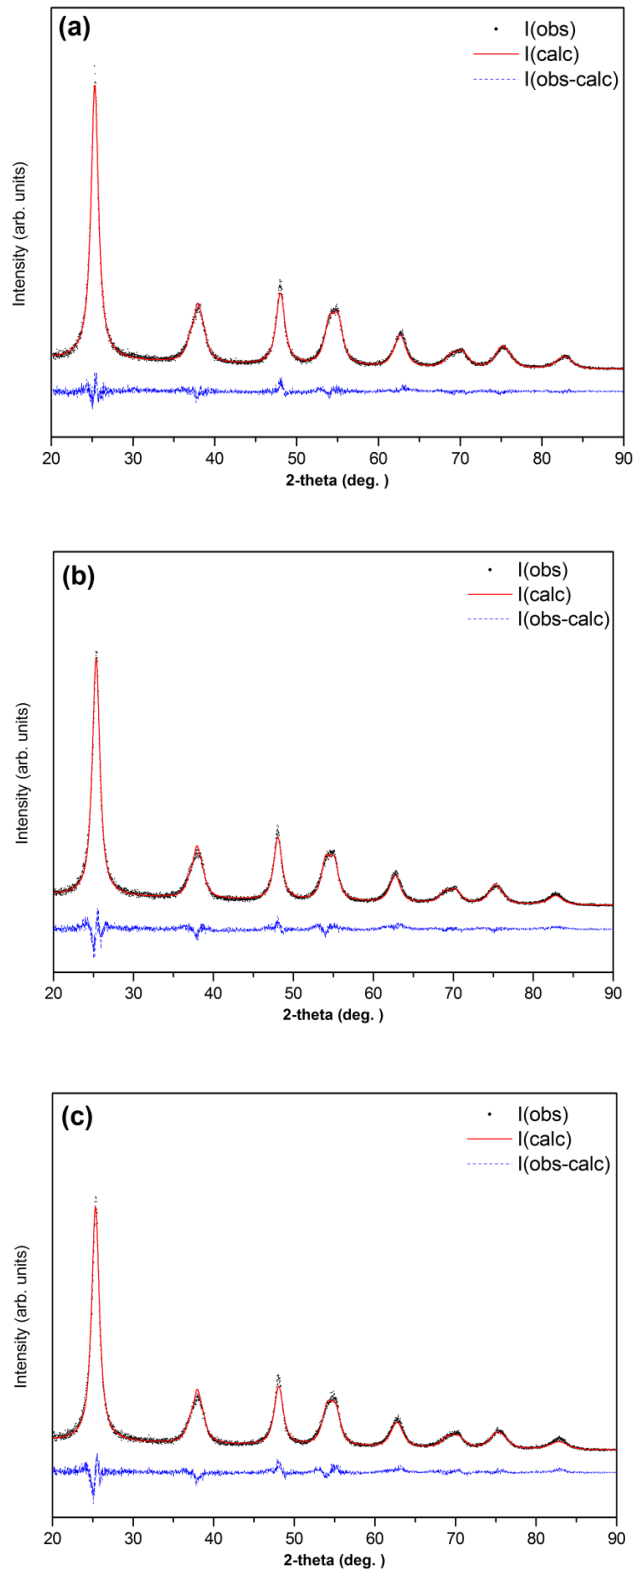 (a)
I(obs)
I(calc)
I(obs-calc)
Intensity (arb. units)
20 30 40 50 60 70 80 90
2-theta (deg. )
(b)
I(obs)
I(calc)
I(obs-calc)
Intensity (arb. units)
20 30 40 50 60 70 80 90
2-theta (deg. )
(c)
I(obs)
I(calc)
I(obs-calc)
Intensity (arb. units)
20 30 40 50 60 70 80 90
2-theta (deg. )